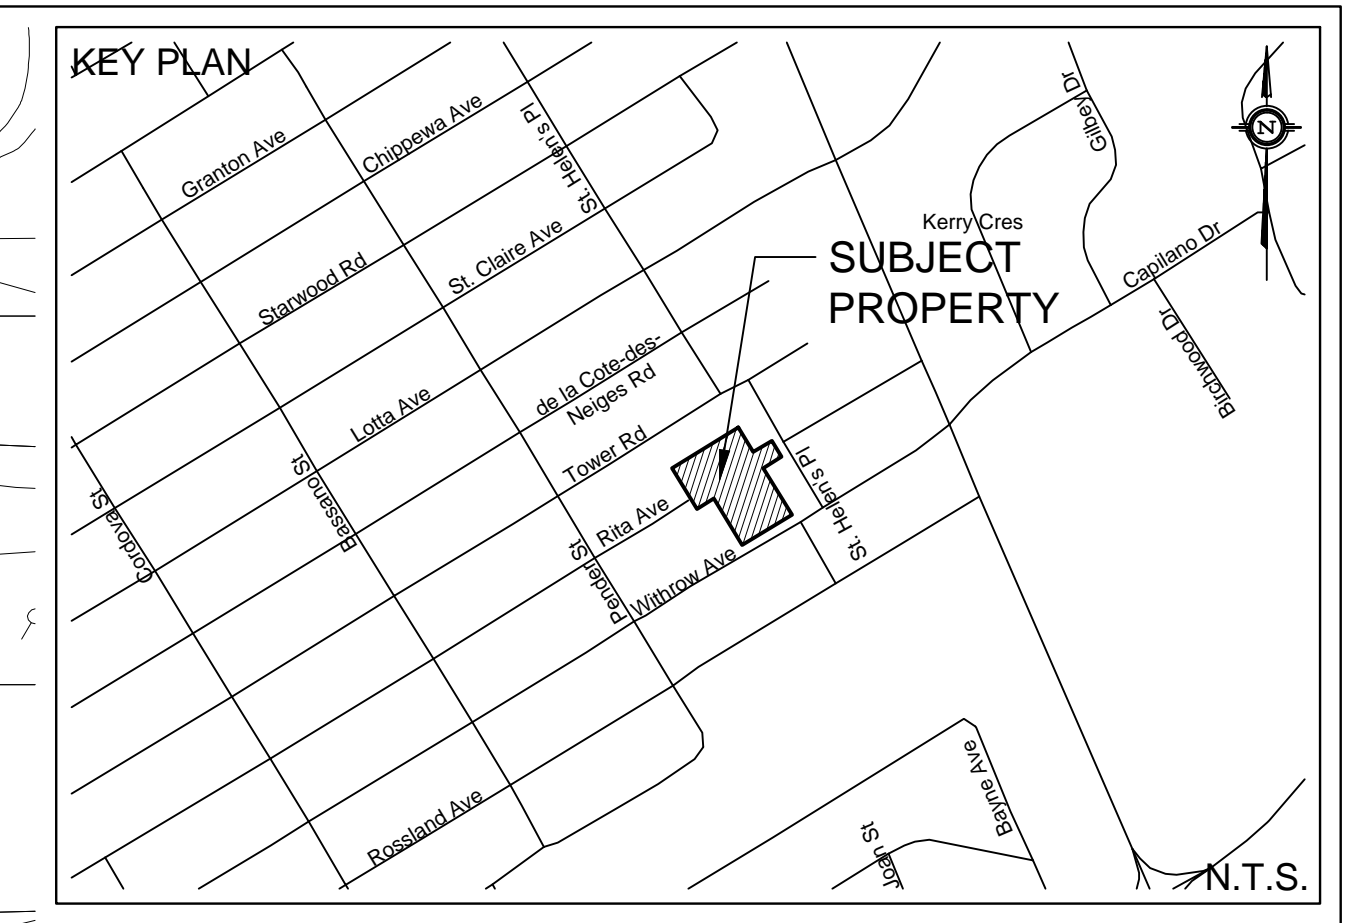 KEY PLAN
Granton Ave
Chippewa Ave
St. Helen's Pl
Gilbey Dr
N
Kerry Cres
SUBJECT
PROPERTY
Capilano Dr
Starwood Rd
St. Claire Ave
Birchwood Dr
Lotta Ave
de la Cote-des-
Neiges Rd
Tower Rd
Cordova St
Bassano St
Rita Ave
St. Helen's Pl
Pender St
Withrow Ave
Rossland Ave
Bayne Ave
Joan St
N.T.S.